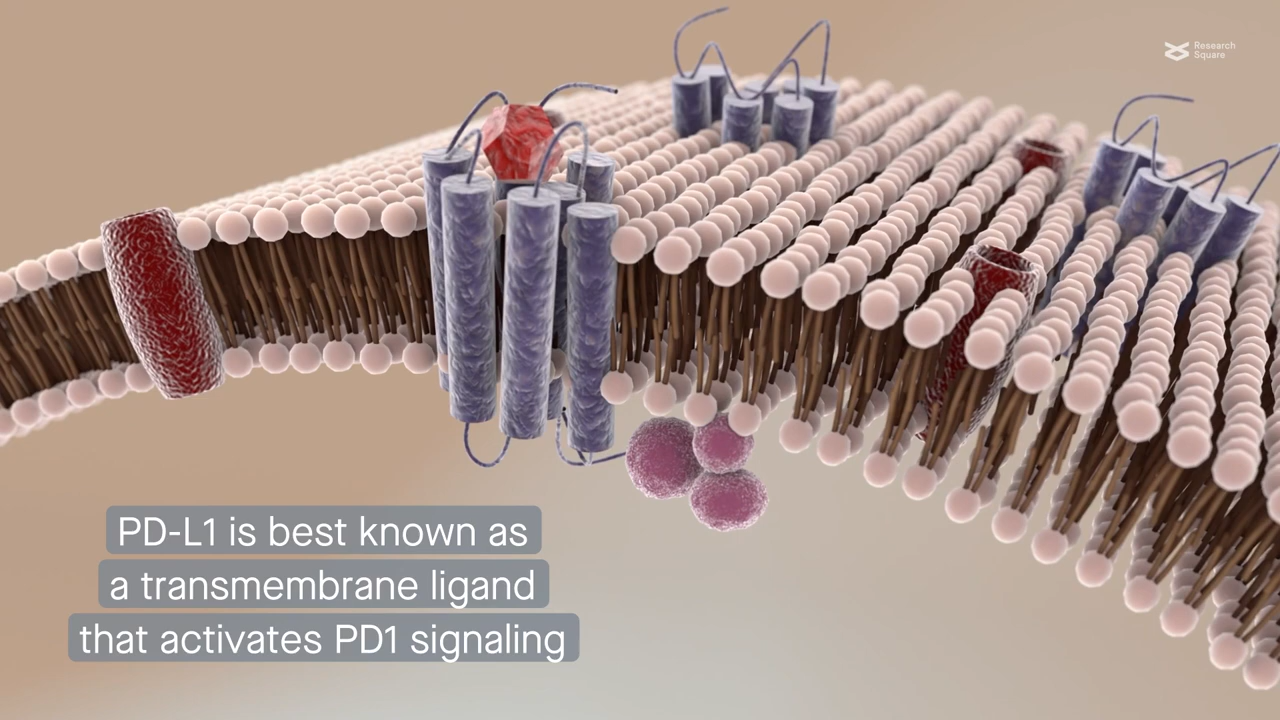 Research
Square
PD-L1 is best known as
a transmembrane ligand
that activates PD1 signaling